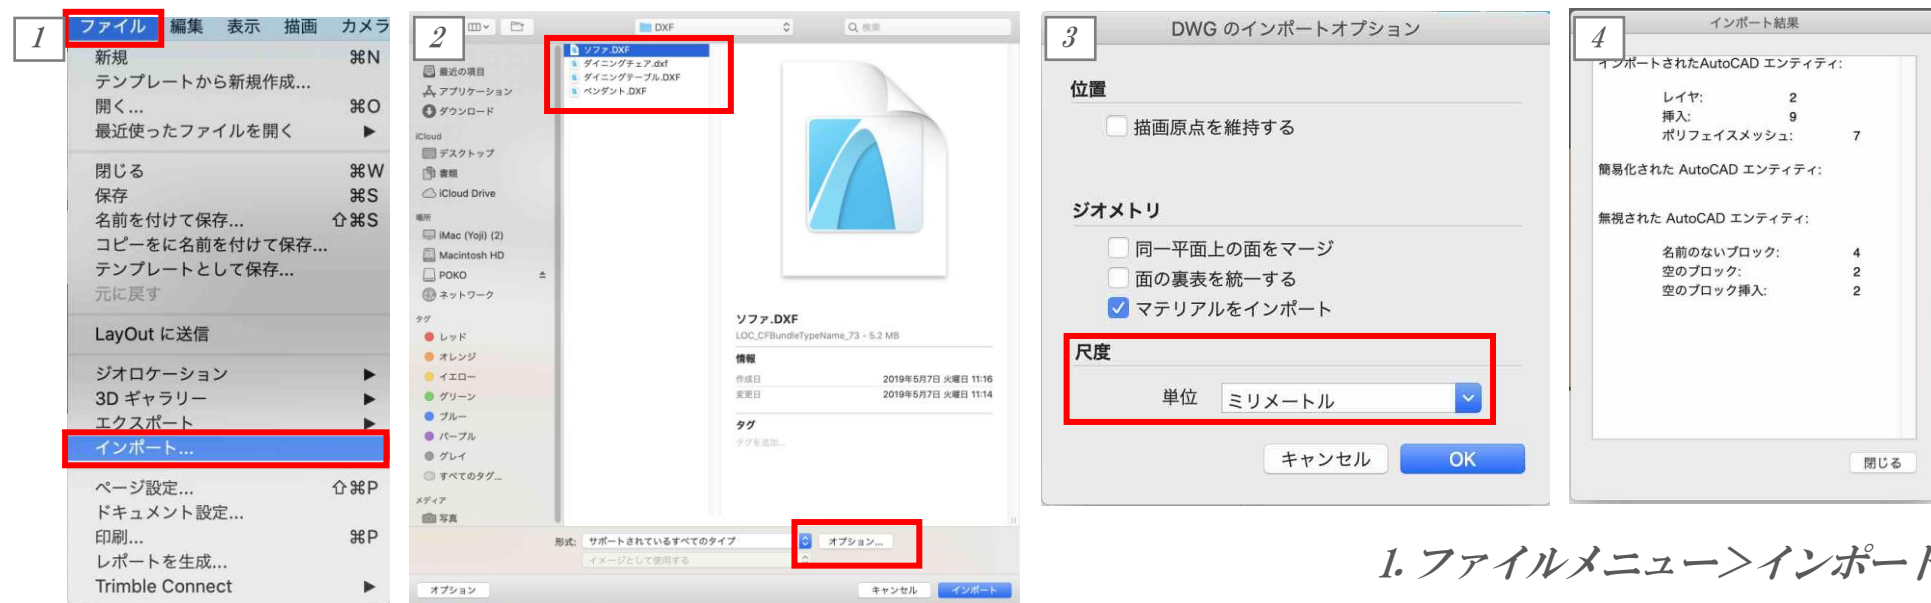 1
ファイル 編集 表示 描画 カメラ
新規 ⌘N
テンプレートから新規作成...
開く... ⌘O
最近使ったファイルを開く ▶
閉じる ⌘W
保存 ⌘S
名前を付けて保存... ⇧⌘S
コピーをに名前を付けて保存...
テンプレートとして保存...
元に戻す
LayOut に送信
ジオロケーション ▶
3D ギャラリー ▶
エクスポート ▶
インポート...
ページ設定... ⇧⌘P
ドキュメント設定...
印刷... ⌘P
レポートを生成...
Trimble Connect ▶
2
DXF
検索
最近の項目
アプリケーション
ダウンロード
iCloud
デスクトップ
書類
iCloud Drive
場所
iMac (Yoji) (2)
Macintosh HD
POKO
ネットワーク
タグ
レッド
オレンジ
イエロー
グリーン
ブルー
パープル
グレイ
すべてのタグ...
メディア
写真
ソファ.DXF
ダイニングチェア.dxf
ダイニングテーブル.DXF
ペンダント.DXF
ソファ.DXF
LOC_CFBundleTypeName_73 - 5.2 MB
情報
作成日 2019年5月7日 火曜日 11:16
変更日 2019年5月7日 火曜日 11:14
タグ
タグを追加...
形式: サポートされているすべてのタイプ オプション...
イメージとして使用する
オプション キャンセル インポート
3
DWG のインポートオプション
位置
描画原点を維持する
ジオメトリ
同一平面上の面をマージ
面の裏表を統一する
マテリアルをインポート
尺度
単位 ミリメートル
キャンセル OK
4
インポート結果
インポートされたAutoCAD エンティティ:
レイヤ: 2
挿入: 9
ポリフェイスメッシュ: 7
簡易化された AutoCAD エンティティ:
無視された AutoCAD エンティティ:
名前のないブロック: 4
空のブロック: 2
空のブロック挿入: 2
閉じる
1. ファイルメニュー>インポート